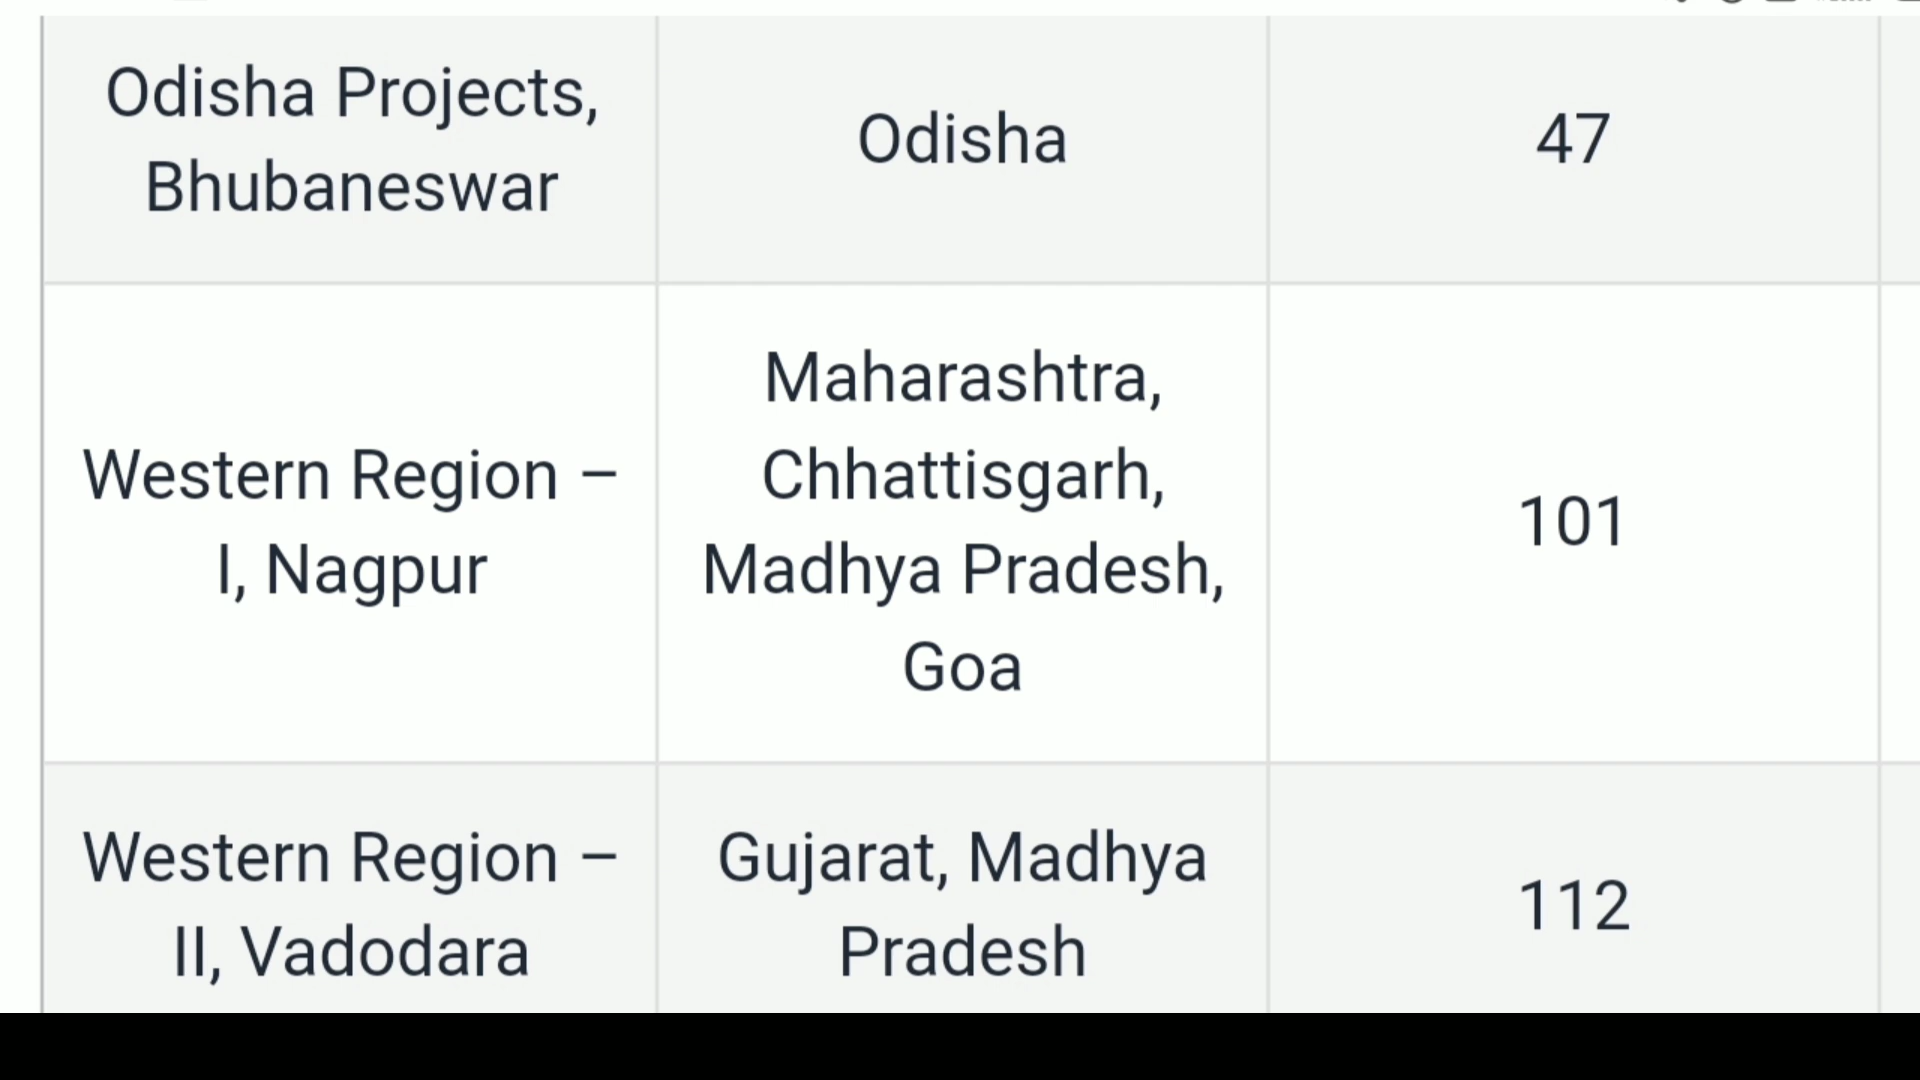 Odisha Projects,
Bhubaneswar
Odisha
47
Western Region –
I, Nagpur
Maharashtra,
Chhattisgarh,
Madhya Pradesh,
Goa
101
Western Region –
II, Vadodara
Gujarat, Madhya
Pradesh
112